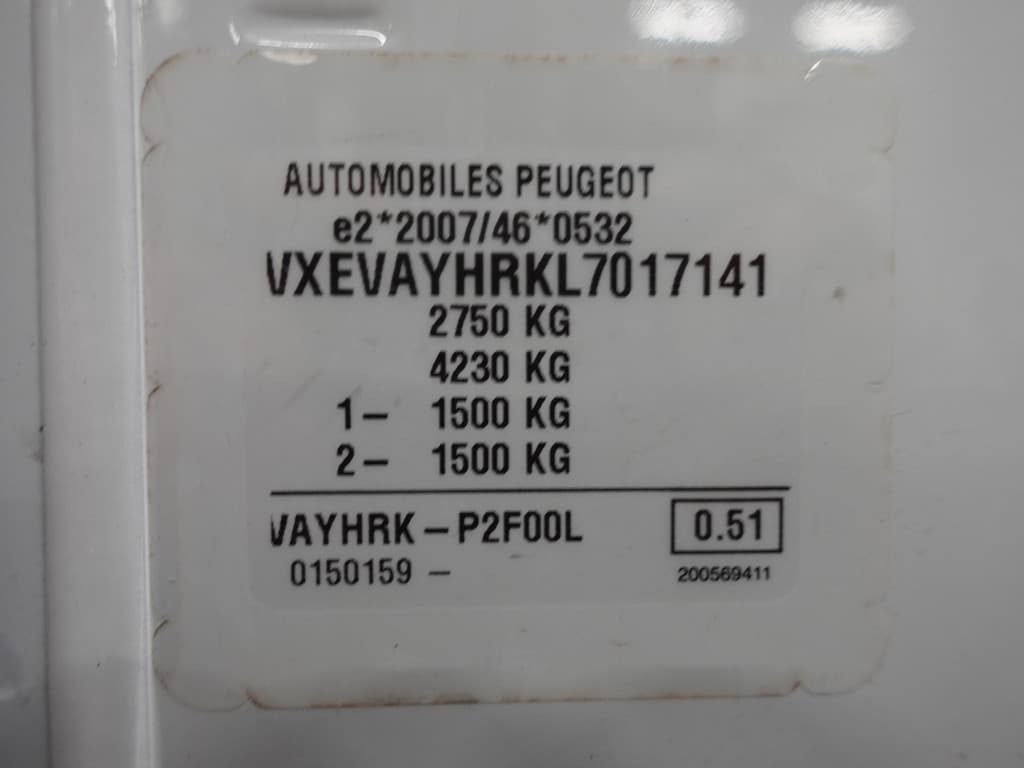 AUTOMOBILES PEUGEOT
e2*2007/46*0532
VXEVAYHRKL7017141
2750 KG
4230 KG
1– 1500 KG
2– 1500 KG
VAYHRK – P2F00L 0.51
0150159 – 200569411